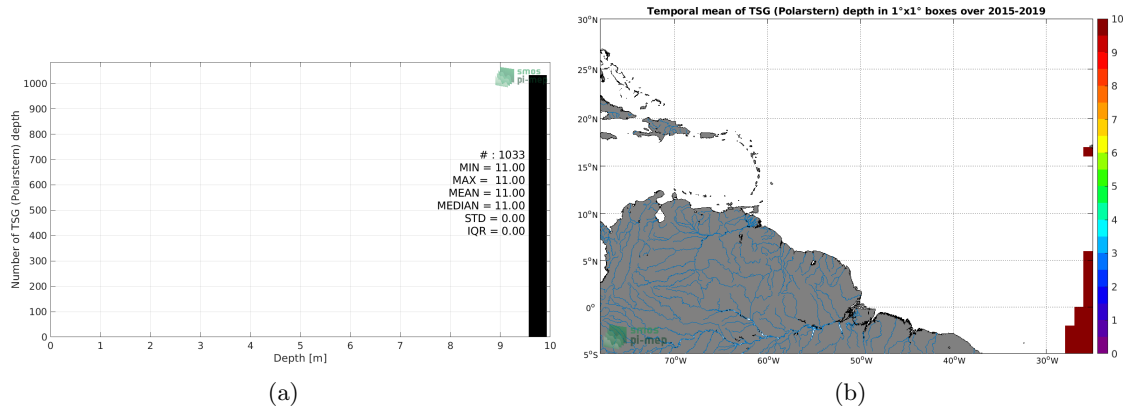 smos
pi-mep
Number of TSG (Polarstern) depth
1000
900
800
700
600
500
400
300
200
100
0
# : 1033
MIN = 11.00
MAX = 11.00
MEAN = 11.00
MEDIAN = 11.00
STD = 0.00
IQR = 0.00
0 1 2 3 4 5 6 7 8 9 10
Depth [m]
(a)
Temporal mean of TSG (Polarstern) depth in 1°x1° boxes over 2015-2019
30°N
25°N
20°N
15°N
10°N
5°N
0°
5°S
70°W 60°W 50°W 40°W 30°W
smos
pi-mep
10
9
8
7
6
5
4
3
2
1
0
(b)